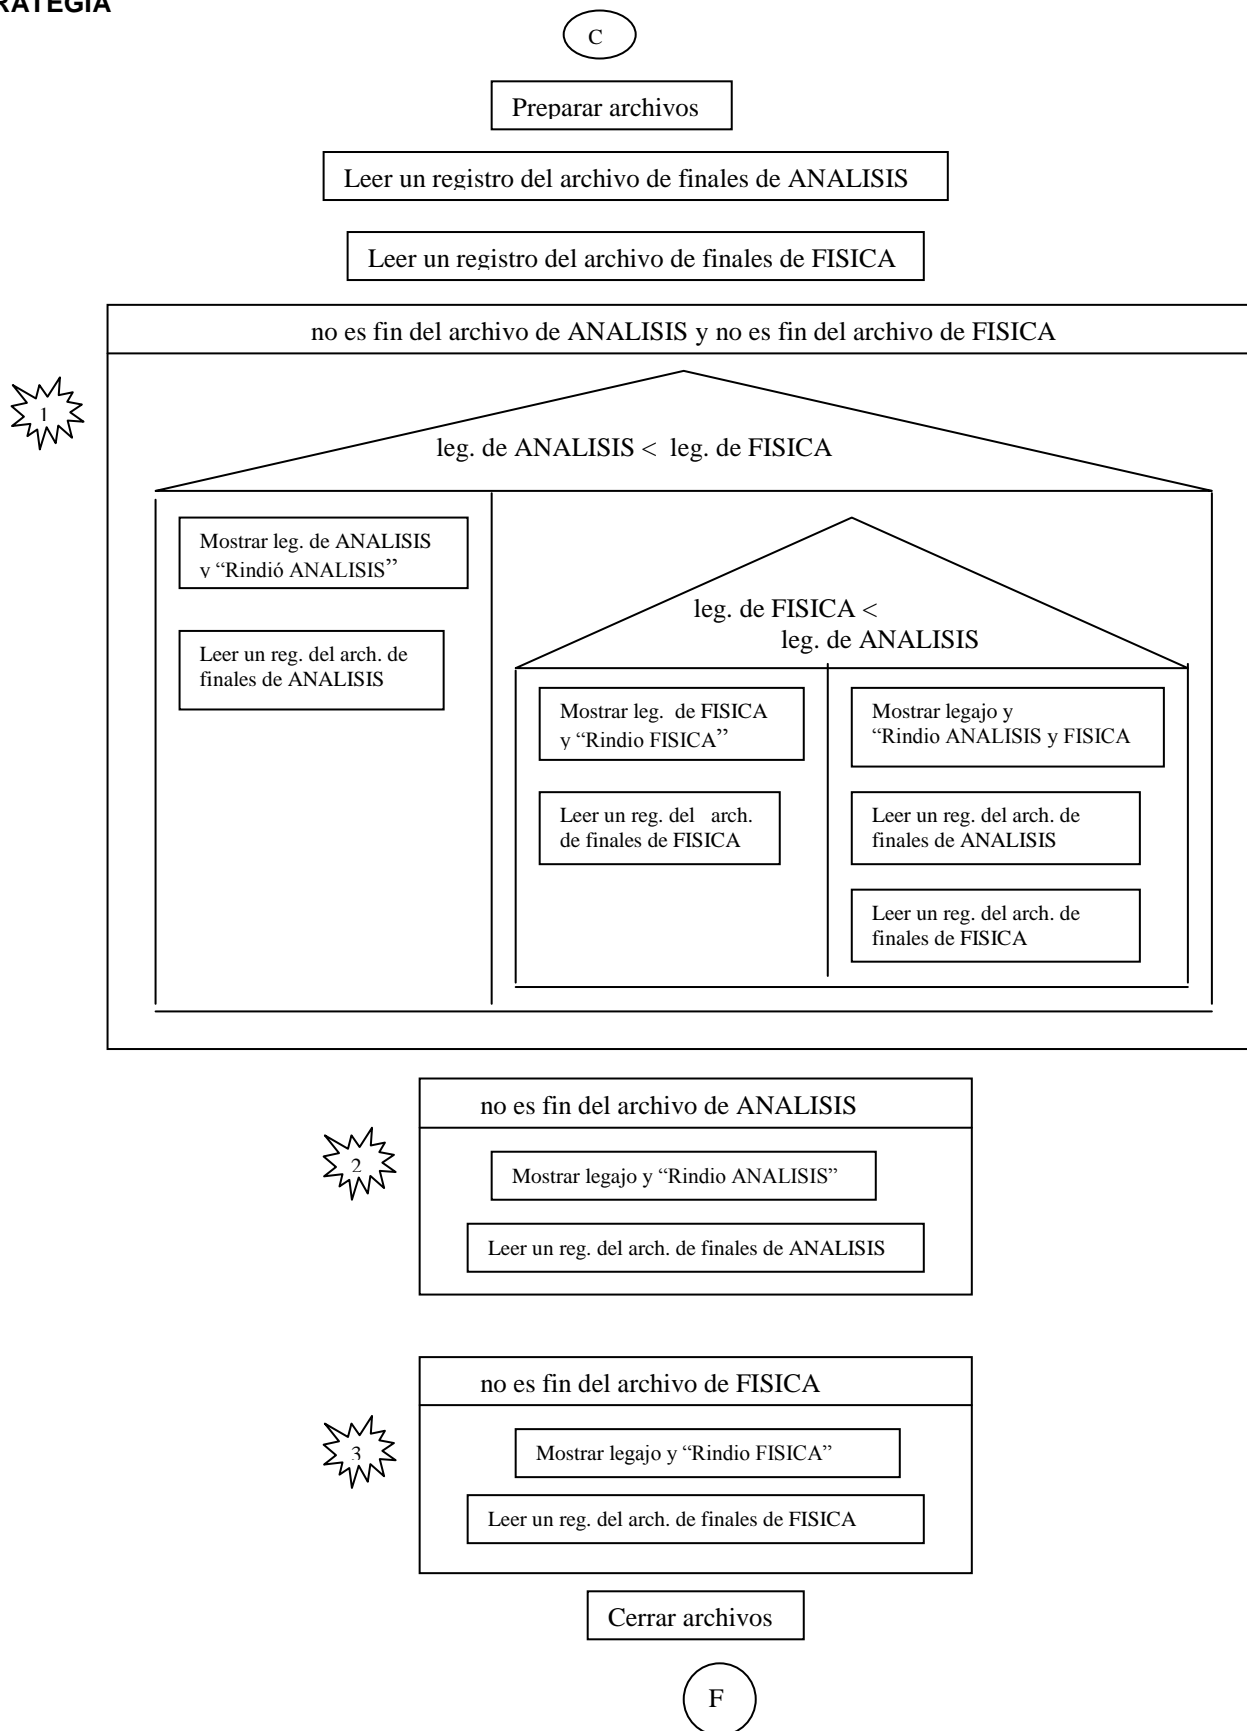 RATEGIA
C
Preparar archivos
Leer un registro del archivo de finales de ANALISIS
Leer un registro del archivo de finales de FISICA
no es fin del archivo de ANALISIS y no es fin del archivo de FISICA
1
leg. de ANALISIS < leg. de FISICA
Mostrar leg. de ANALISIS
y “Rindió ANALISIS”
Leer un reg. del arch. de
finales de ANALISIS
leg. de FISICA <
leg. de ANALISIS
Mostrar leg. de FISICA
y “Rindio FISICA”
Leer un reg. del arch.
de finales de FISICA
Mostrar legajo y
“Rindio ANALISIS y FISICA
Leer un reg. del arch. de
finales de ANALISIS
Leer un reg. del arch. de
finales de FISICA
no es fin del archivo de ANALISIS
2
Mostrar legajo y “Rindio ANALISIS”
Leer un reg. del arch. de finales de ANALISIS
no es fin del archivo de FISICA
3
Mostrar legajo y “Rindio FISICA”
Leer un reg. del arch. de finales de FISICA
Cerrar archivos
F